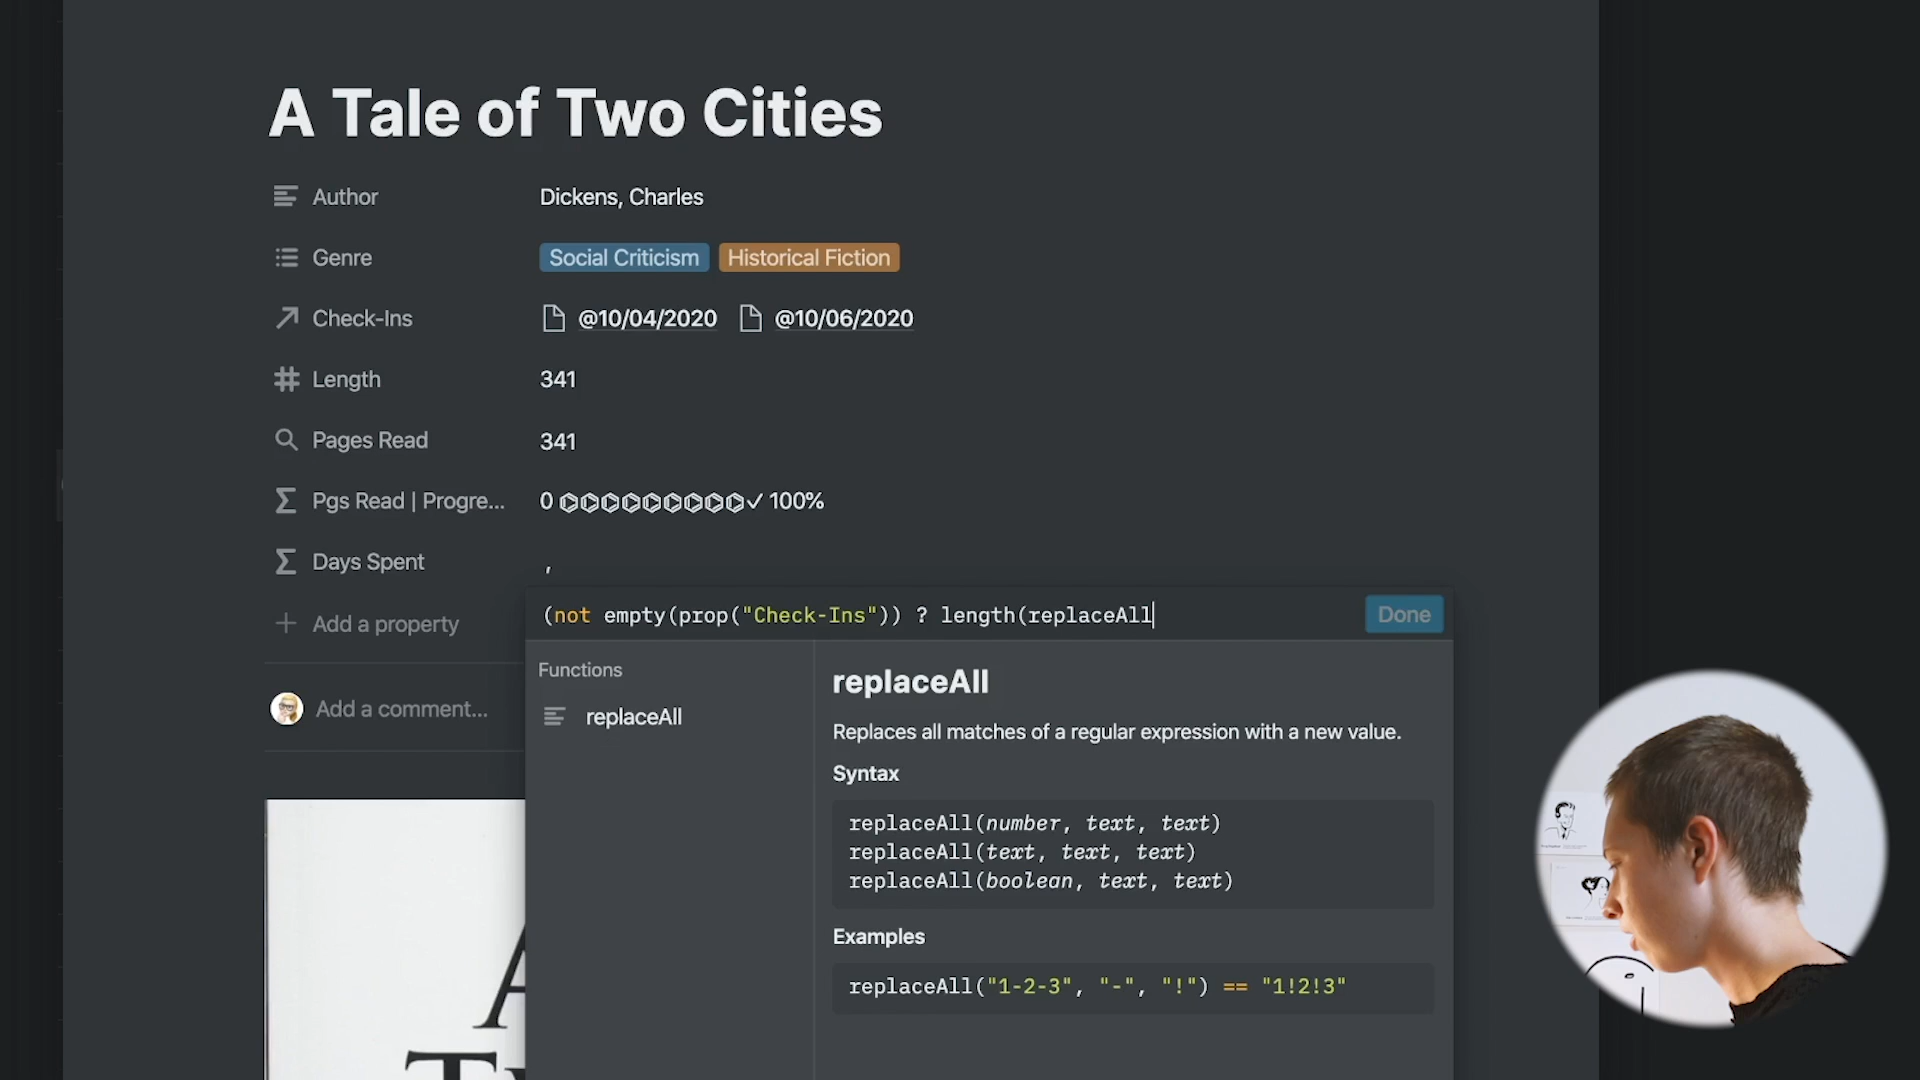 A Tale of Two Cities
Author Dickens, Charles
Genre Social Criticism Historical Fiction
Check-Ins @10/04/2020 @10/06/2020
Length 341
Pages Read 341
Pgs Read | Progre... 0 ⌬⌬⌬⌬⌬⌬⌬⌬⌬✓ 100%
Days Spent ,
Add a property
(not empty(prop("Check-Ins")) ? length(replaceAll
Done
Add a comment...
Functions
replaceAll
replaceAll
Replaces all matches of a regular expression with a new value.
Syntax
replaceAll(number, text, text)
replaceAll(text, text, text)
replaceAll(boolean, text, text)
Examples
replaceAll("1-2-3", "-", "!") == "1!2!3"
A